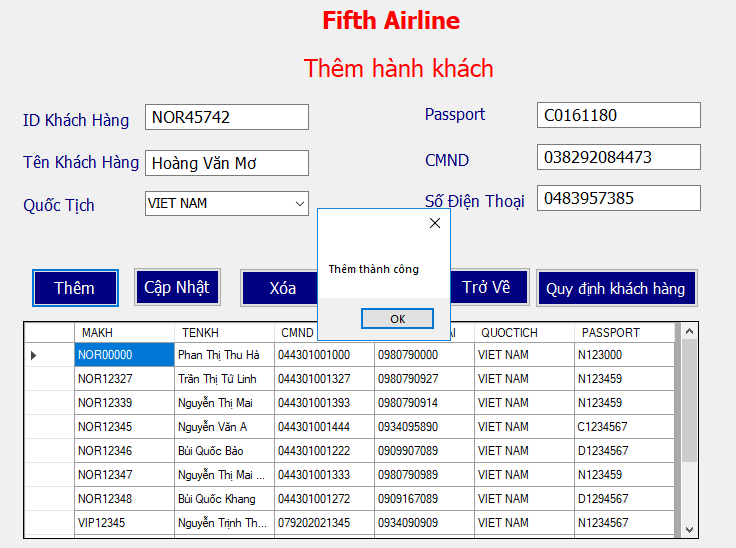 Fifth Airline
Thêm hành khách
ID Khách Hàng NOR45742 Passport C0161180
Tên Khách Hàng Hoàng Văn Mơ CMND 038292084473
Quốc Tịch VIET NAM Số Điện Thoại 0483957385
Thêm thành công
OK
Thêm Cập Nhật Xóa Trở Về Quy định khách hàng
MAKH TENKH CMND QUOCTICH PASSPORT
NOR00000 Phan Thị Thu Hà 044301001000 0980790000 VIET NAM N123000
NOR12327 Trần Thị Tứ Linh 044301001327 0980790927 VIET NAM N123459
NOR12339 Nguyễn Thị Mai 044301001393 0980790914 VIET NAM N123459
NOR12345 Nguyễn Văn A 044301001444 0934095890 VIET NAM C1234567
NOR12346 Bùi Quốc Bảo 044301001222 0909907089 VIET NAM D1234567
NOR12347 Nguyễn Thị Mai ... 044301001333 0980790989 VIET NAM N123459
NOR12348 Bùi Quốc Khang 044301001272 0909167089 VIET NAM D1294567
VIP12345 Nguyễn Trịnh Th... 079202021345 0934090909 VIET NAM N1234567